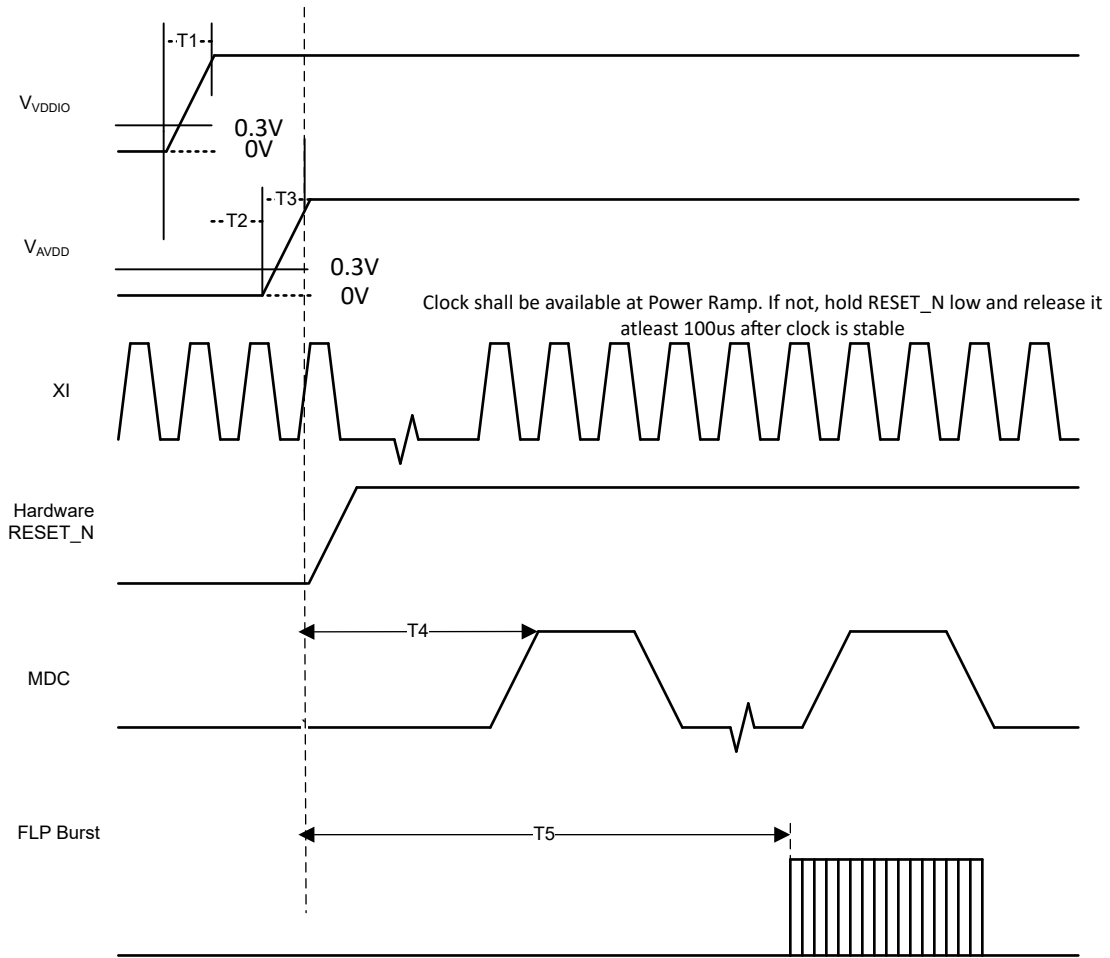 T1
VVDDIO
0.3V
0V
T3
T2
VAVDD
0.3V
0V
Clock shall be available at Power Ramp. If not, hold RESET_N low and release it
atleast 100us after clock is stable
XI
Hardware
RESET_N
T4
MDC
FLP Burst
T5